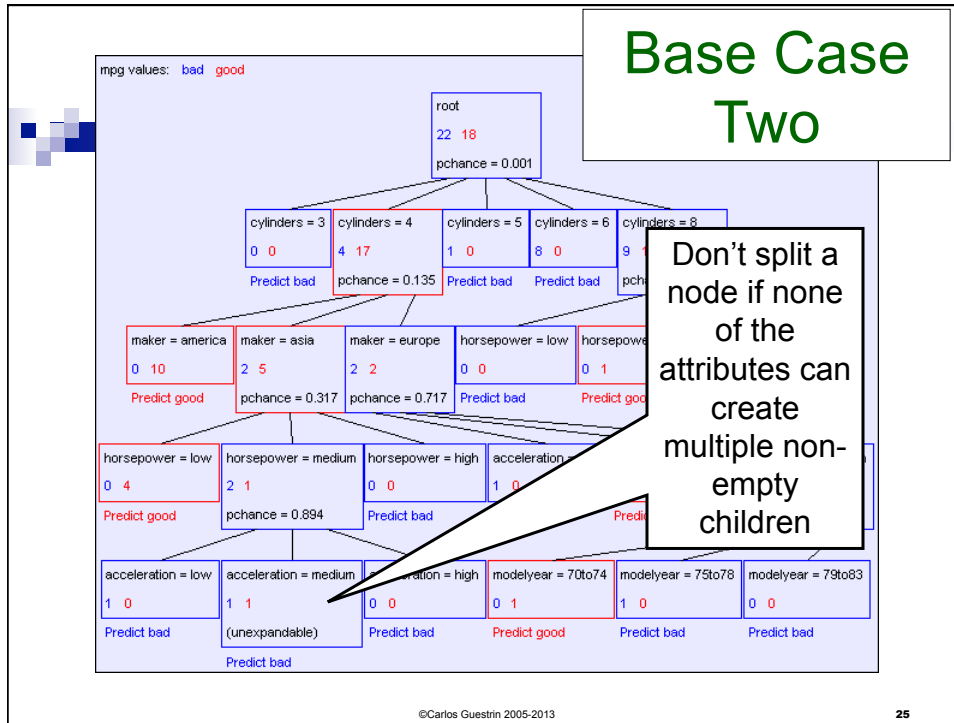 Base Case
Two
mpg values: bad good
root
22 18
pchance = 0.001
cylinders = 3
0 0
Predict bad
cylinders = 4
4 17
pchance = 0.135
cylinders = 5
1 0
Predict bad
cylinders = 6
8 0
Predict bad
cylinders = 8
9
Don't split a
node if none
of the
attributes can
create
multiple non-
empty
children
maker = america
0 10
Predict good
maker = asia
2 5
pchance = 0.317
maker = europe
2 2
pchance = 0.717
horsepower = low
0 0
Predict bad
0 1
horsepower = low
0 4
Predict good
horsepower = medium
2 1
pchance = 0.894
horsepower = high
0 0
Predict bad
acceleration =
1 0
acceleration = low
1 0
Predict bad
acceleration = medium
1 1
(unexpandable)
Predict bad
= high
0 0
Predict bad
modelyear = 70to74
0 1
Predict good
modelyear = 75to78
1 0
Predict bad
modelyear = 79to83
0 0
Predict bad
©Carlos Guestrin 2005-2013
25